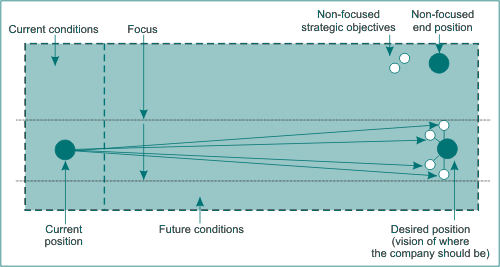 Current conditions
Focus
Non-focused
strategic objectives
Non-focused
end position
Current
position
Future conditions
Desired position
(vision of where
the company should be)